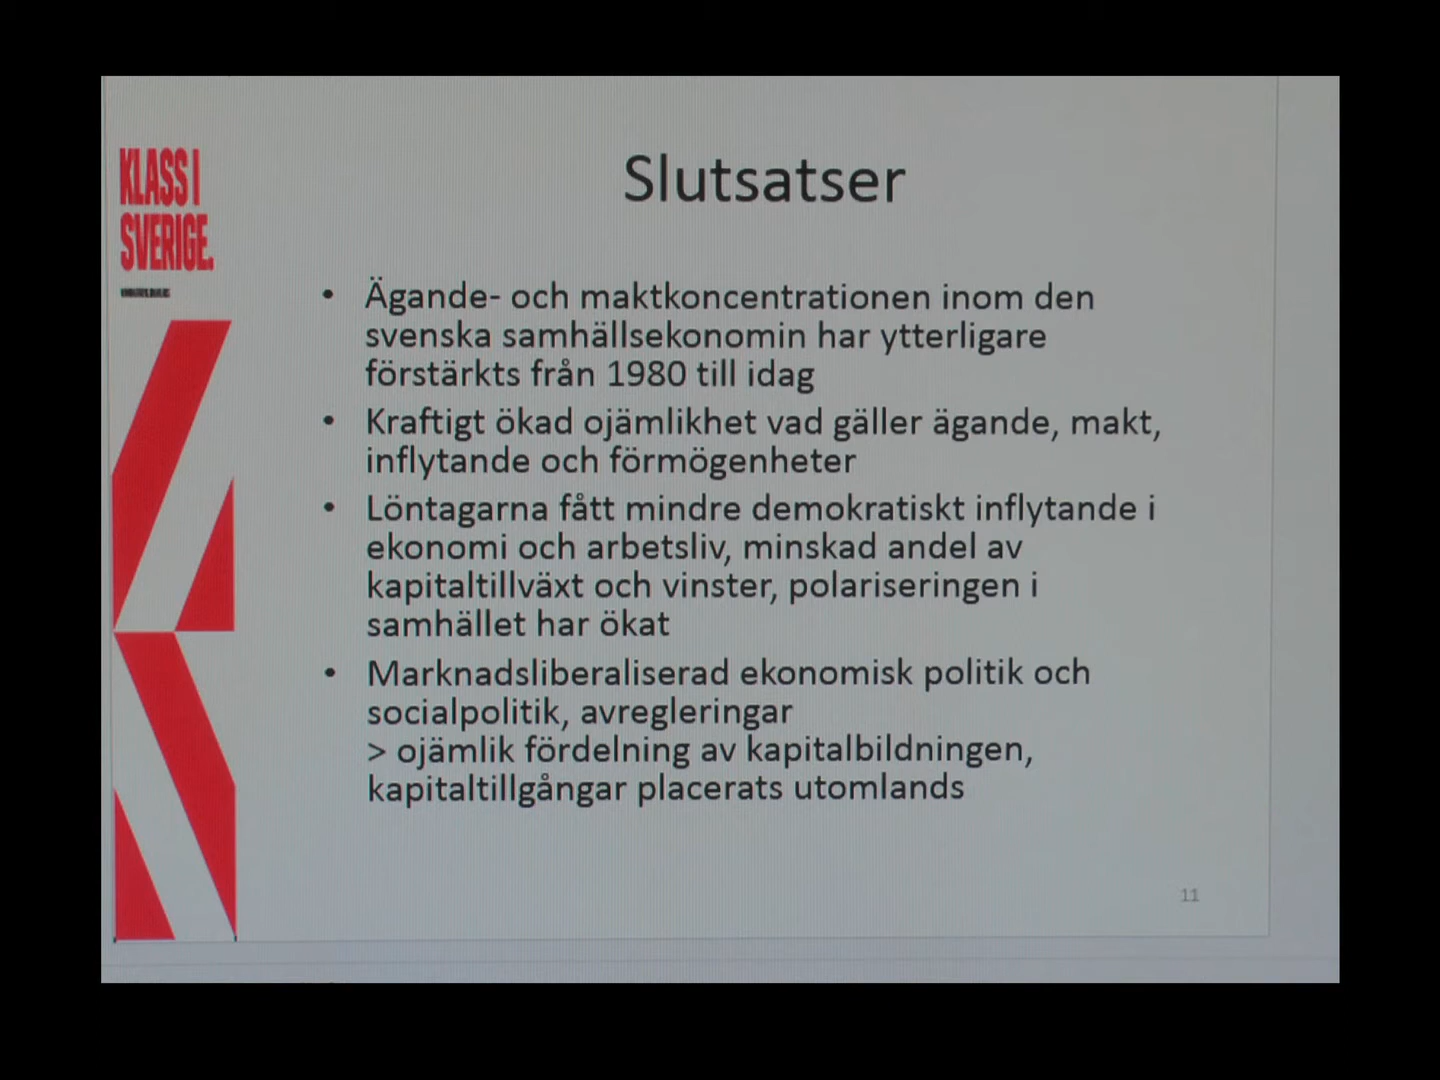 KLASS I
SVERIGE.
Slutsatser
• Ägande- och maktkoncentrationen inom den
svenska samhällsekonomin har ytterligare
förstärkts från 1980 till idag
• Kraftigt ökad ojämlikhet vad gäller ägande, makt,
inflytande och förmögenheter
• Löntagarna fått mindre demokratiskt inflytande i
ekonomi och arbetsliv, minskad andel av
kapitaltillväxt och vinster, polariseringen i
samhället har ökat
• Marknadsliberaliserad ekonomisk politik och
socialpolitik, avregleringar
> ojämlik fördelning av kapitalbildningen,
kapitaltillgångar placerats utomlands
11